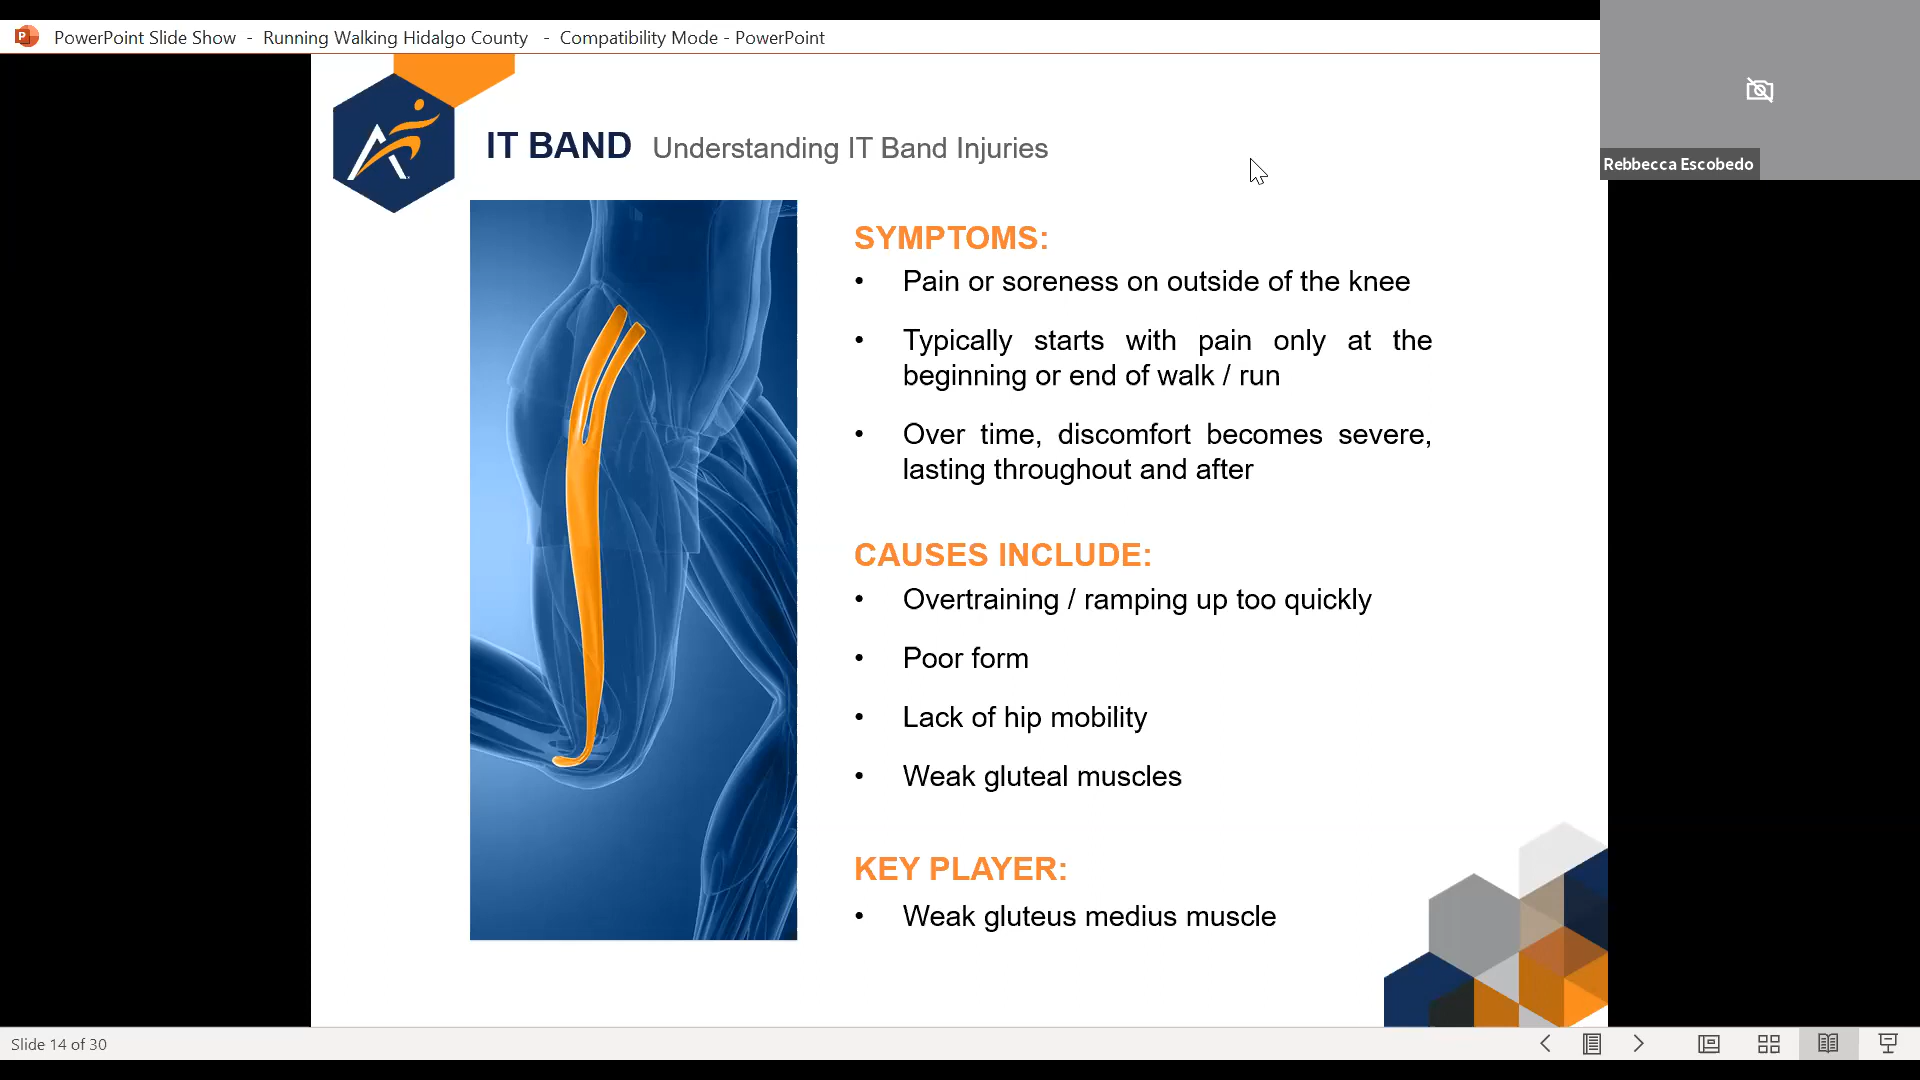 PowerPoint Slide Show - Running Walking Hidalgo County - Compatibility Mode - PowerPoint
Rebbecca Escobedo
IT BAND Understanding IT Band Injuries
SYMPTOMS:
• Pain or soreness on outside of the knee
• Typically starts with pain only at the
beginning or end of walk / run
• Over time, discomfort becomes severe,
lasting throughout and after
CAUSES INCLUDE:
• Overtraining / ramping up too quickly
• Poor form
• Lack of hip mobility
• Weak gluteal muscles
KEY PLAYER:
• Weak gluteus medius muscle
Slide 14 of 30